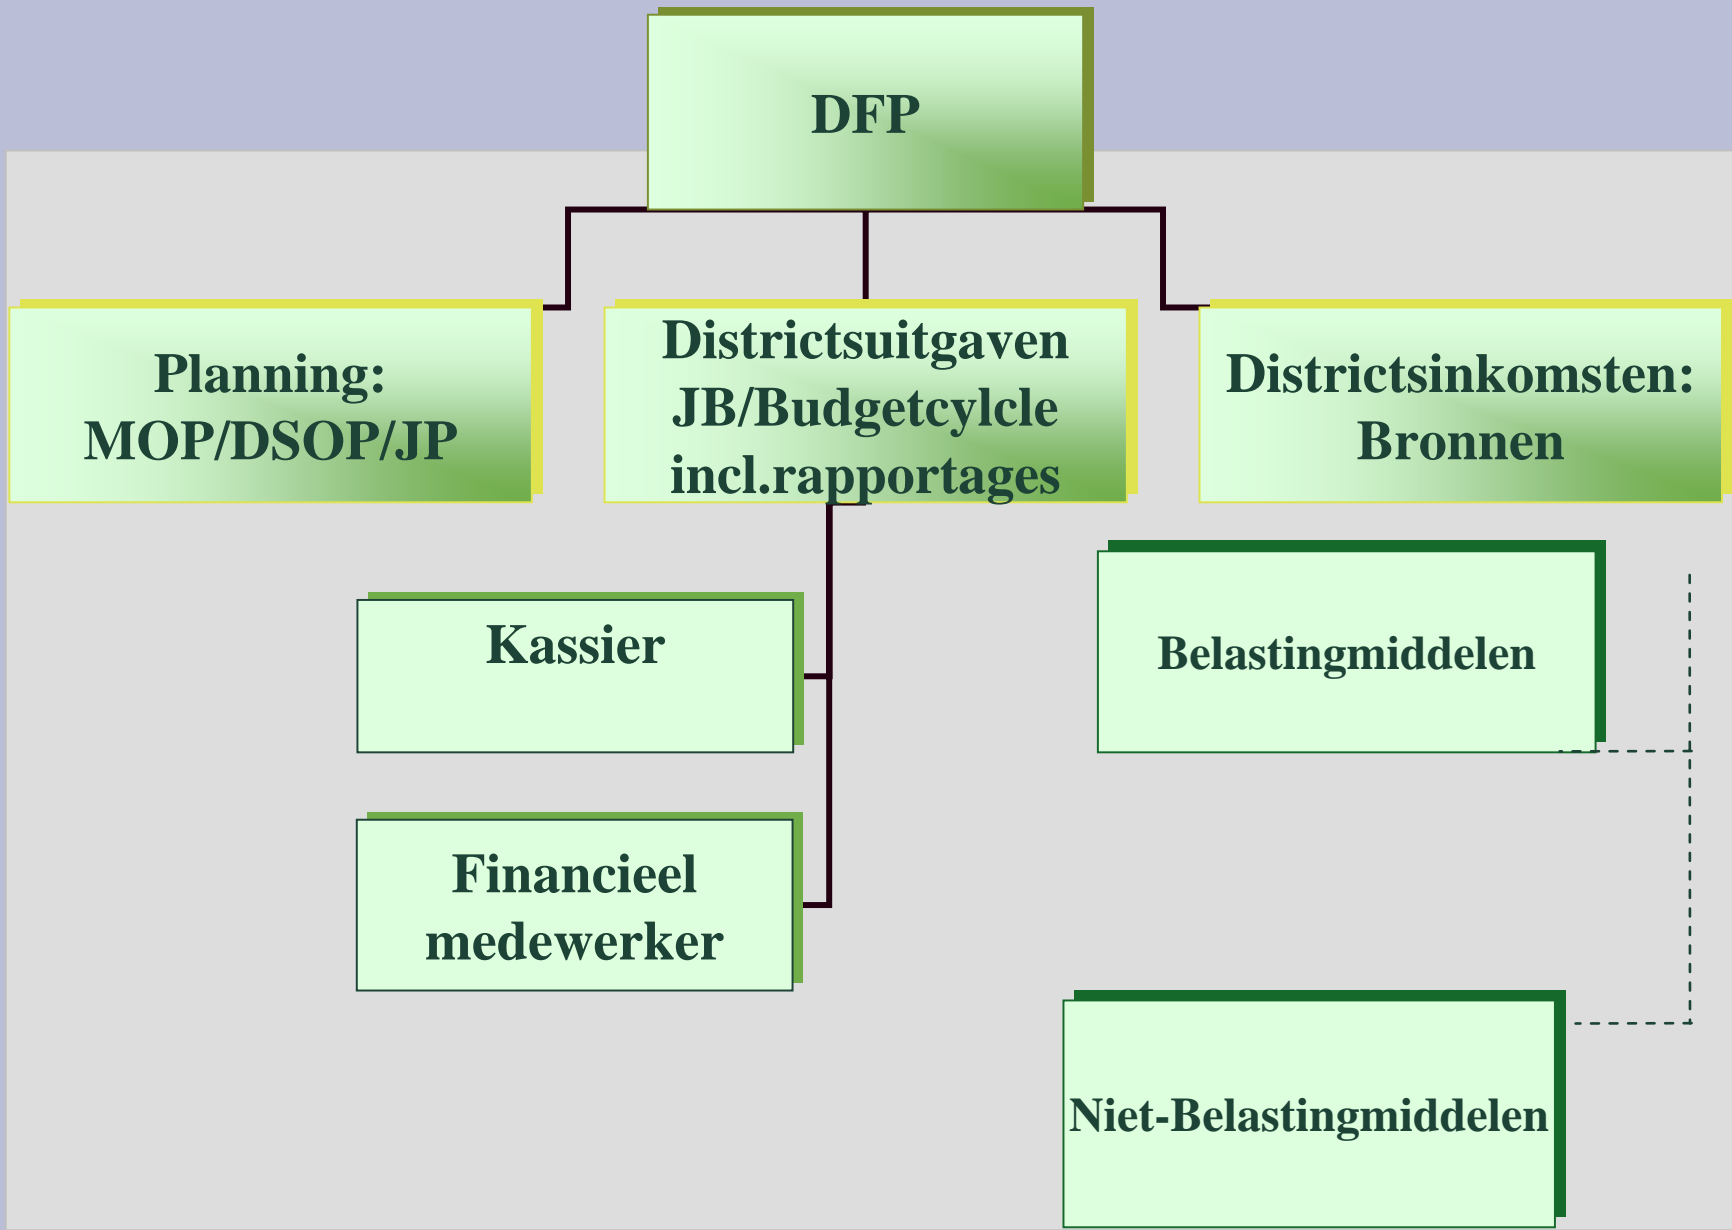 DFP
Planning:
MOP/DSOP/JP
Districtsuitgaven
JB/Budgetcylcle
incl.rapportages
Districtsinkomsten:
Bronnen
Kassier
Financieel
medewerker
Belastingmiddelen
Niet-Belastingmiddelen